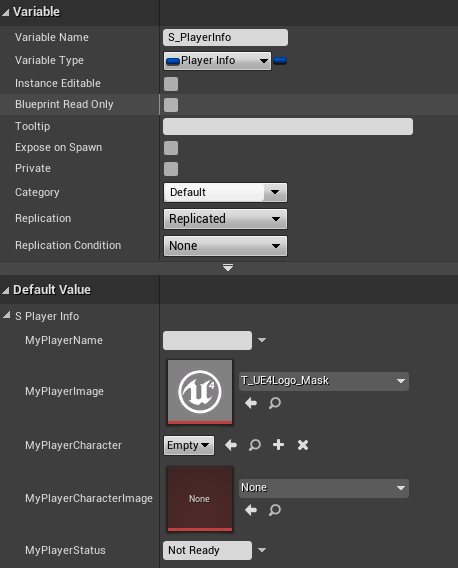 Variable
Variable Name S_PlayerInfo
Variable Type Player Info
Instance Editable
Blueprint Read Only
Tooltip
Expose on Spawn
Private
Category Default
Replication Replicated
Replication Condition None
Default Value
S Player Info
MyPlayerName
MyPlayerImage T_UE4Logo_Mask
MyPlayerCharacter Empty
MyPlayerCharacterImage None None
MyPlayerStatus Not Ready